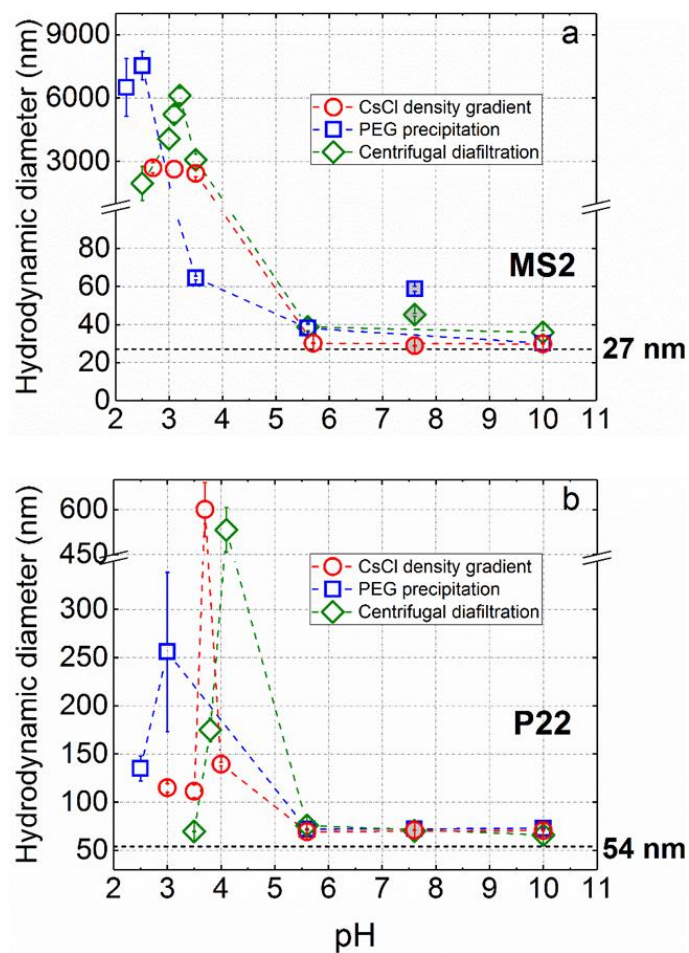 a
Hydrodynamic diameter (nm)
9000
6000
3000
80
60
40
20
0
CsCl density gradient
PEG precipitation
Centrifugal diafiltration
MS2
27 nm
2 3 4 5 6 7 8 9 10 11
b
Hydrodynamic diameter (nm)
600
450
300
250
200
150
100
50
CsCl density gradient
PEG precipitation
Centrifugal diafiltration
P22
54 nm
2 3 4 5 6 7 8 9 10 11
pH